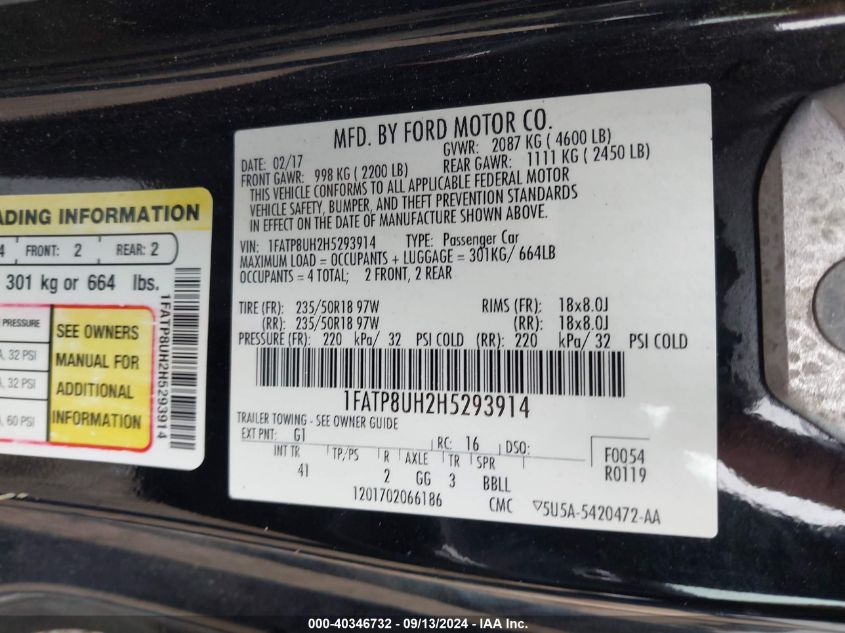 ADING INFORMATION
4 FRONT: 2 REAR: 2
301 kg or 664 lbs.
PRESSURE
, 32 PSI
, 32 PSI
, 60 PSI
SEE OWNERS
MANUAL FOR
ADDITIONAL
INFORMATION
1FATP8UH2H5293914
MFD. BY FORD MOTOR CO.
DATE: 02/17 GVWR: 2087 KG ( 4600 LB)
FRONT GAWR: 998 KG ( 2200 LB) REAR GAWR: 1111 KG ( 2450 LB)
THIS VEHICLE CONFORMS TO ALL APPLICABLE FEDERAL MOTOR
VEHICLE SAFETY, BUMPER, AND THEFT PREVENTION STANDARDS
IN EFFECT ON THE DATE OF MANUFACTURE SHOWN ABOVE.
VIN: 1FATP8UH2H5293914 TYPE: Passenger Car
MAXIMUM LOAD = OCCUPANTS + LUGGAGE = 301KG/ 664LB
OCCUPANTS = 4 TOTAL; 2 FRONT, 2 REAR
TIRE (FR): 235/50R18 97W RIMS (FR): 18x8.0J
(RR): 235/50R18 97W (RR): 18x8.0J
PRESSURE (FR): 220 kPa/ 32 PSI COLD (RR): 220 kPa/ 32 PSI COLD
1FATP8UH2H5293914
TRAILER TOWING - SEE OWNER GUIDE
EXT PNT: G1 RC: 16 DSO:
INT TR TP/PS R AXLE TR SPR
41 2 GG 3 BBLL
F0054
R0119
1201702066186 CMC 5U5A-5420472-AA
000-40346732 - 09/13/2024 - IAA Inc.